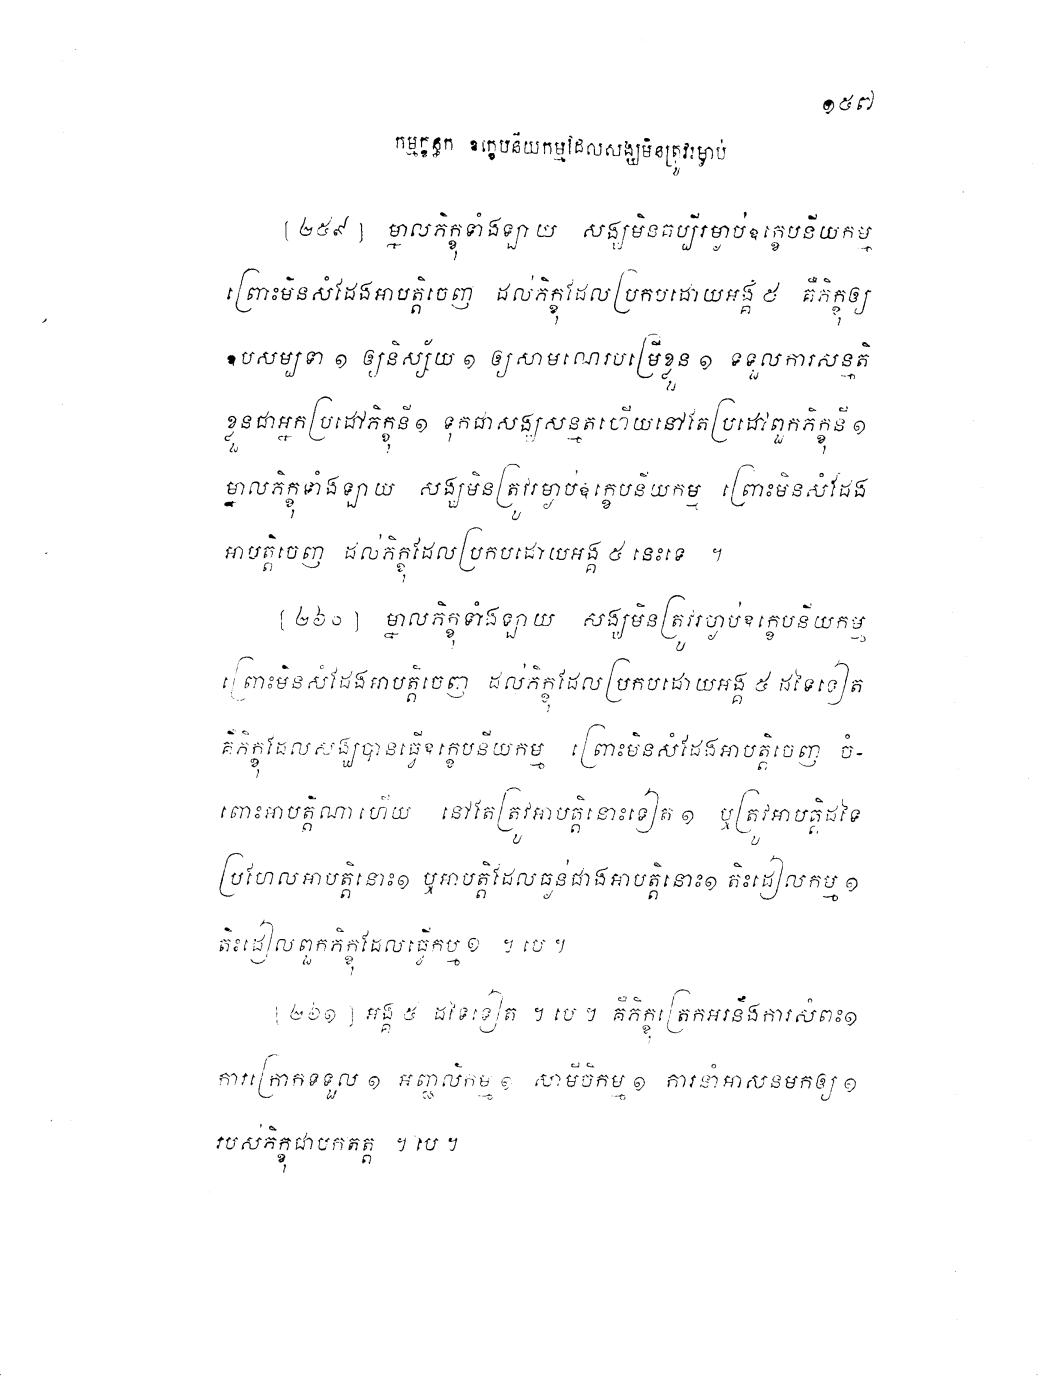 ១៥៧
កម្មក្ខន្ធក ឧក្ខេបនីយកម្មដែលសង្ឃមិនត្រូវរម្ងាប់
[២៥៩] ម្នាលភិក្ខុទាំងឡាយ សង្ឃមិនគប្បីរម្ងាប់ឧក្ខេបនីយកម្ម
ព្រោះមិនសំដែងអាបត្តិចេញ ដល់ភិក្ខុដែលប្រកបដោយអង្គ ៥ គឺភិក្ខុឲ្យ
ឧបសម្បទា ១ ឲ្យនិស្ស័យ ១ ឲ្យសាមណេរបម្រើខ្លួន ១ ទទួលការសន្មតិ
ខ្លួនជាអ្នកប្រដៅភិក្ខុនី ១ ទុកជាសង្ឃសន្មតហើយនៅតែប្រដៅពួកភិក្ខុនី ១
ម្នាលភិក្ខុទាំងឡាយ សង្ឃមិនត្រូវរម្ងាប់ឧក្ខេបនីយកម្ម ព្រោះមិនសំដែង
អាបត្តិចេញ ដល់ភិក្ខុដែលប្រកបដោយអង្គ ៥ នេះទេ ។
[២៦០] ម្នាលភិក្ខុទាំងឡាយ សង្ឃមិនត្រូវរម្ងាប់ឧក្ខេបនីយកម្ម
ព្រោះមិនសំដែងអាបត្តិចេញ ដល់ភិក្ខុដែលប្រកបដោយអង្គ ៥ ដទៃទៀត
គឺភិក្ខុដែលសង្ឃបានធ្វើឧក្ខេបនីយកម្ម ព្រោះមិនសំដែងអាបត្តិចេញ ចំ-
ពោះអាបត្តិណាហើយ នៅតែត្រូវអាបត្តិនោះទៀត ១ ឬត្រូវអាបត្តិដទៃ
ប្រហែលអាបត្តិនោះ១ ឬអាបត្តិដែលធ្ងន់ជាងអាបត្តិនោះ១ តិះដៀលកម្ម ១
តិះដៀលពួកភិក្ខុដែលធ្វើកម្ម ១ ។ បេ ។
[២៦១] អង្គ ៥ ដទៃទៀត ។ បេ ។ គឺភិក្ខុត្រេកអរនឹងការសំពះ១
ការក្រោកទទួល ១ អញ្ជលីកម្ម ១ សាមីចិកម្ម ១ ការនាំអាសនមកឲ្យ ១
របស់ភិក្ខុជាបកតត្ត ។ បេ ។